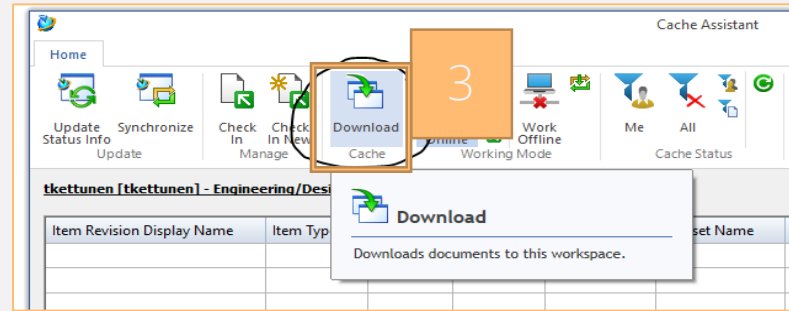 Cache Assistant
Home
3
Update
Status Info
Synchronize
Check
In
Check
In New
Download
Online
Work
Offline
Me
All
Update
Manage
Cache
Working Mode
Cache Status
tkettunen [tkettunen] - Engineering/Desi
Download
Item Revision Display Name
Item Typ
set Name
Downloads documents to this workspace.